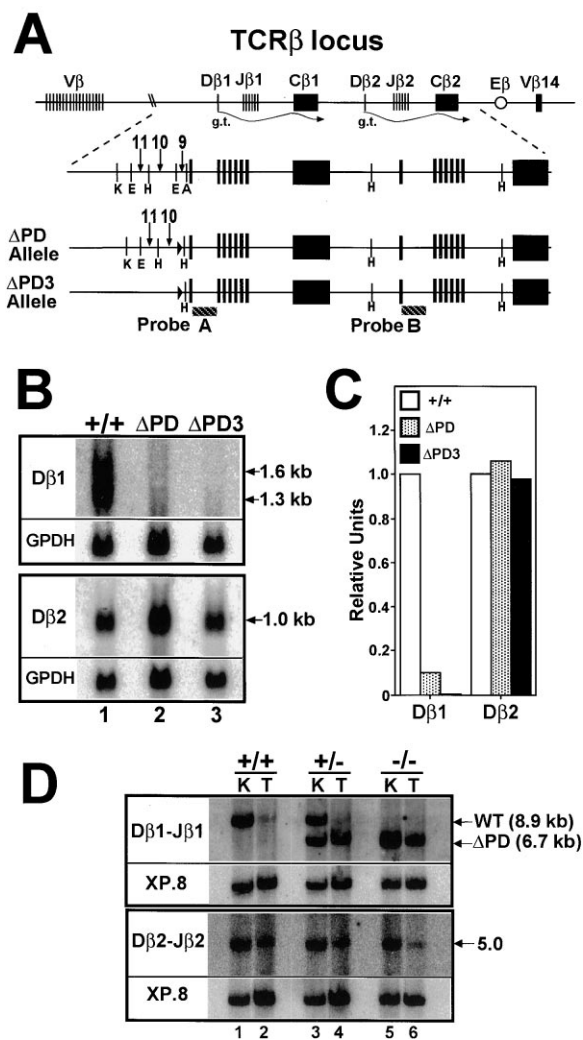 A
TCRβ locus
Vβ
Dβ1 Jβ1 Cβ1 Dβ2 Jβ2 Cβ2 Eβ Vβ14
g.t. g.t.
11 10 9
K E H E A H H
11 10
ΔPD
Allele
K E H H H H
ΔPD3
Allele
H H H
Probe A Probe B
B
+/+ ΔPD ΔPD3
Dβ1
1.6 kb
1.3 kb
GPDH
Dβ2
1.0 kb
GPDH
1 2 3
C
+/+
ΔPD
ΔPD3
Relative Units
1.2
1.0
0.8
0.6
0.4
0.2
0
Dβ1 Dβ2
D
+/+ +/- -/-
K T K T K T
Dβ1-Jβ1
WT (8.9 kb)
ΔPD (6.7 kb)
XP.8
Dβ2-Jβ2
5.0
XP.8
1 2 3 4 5 6